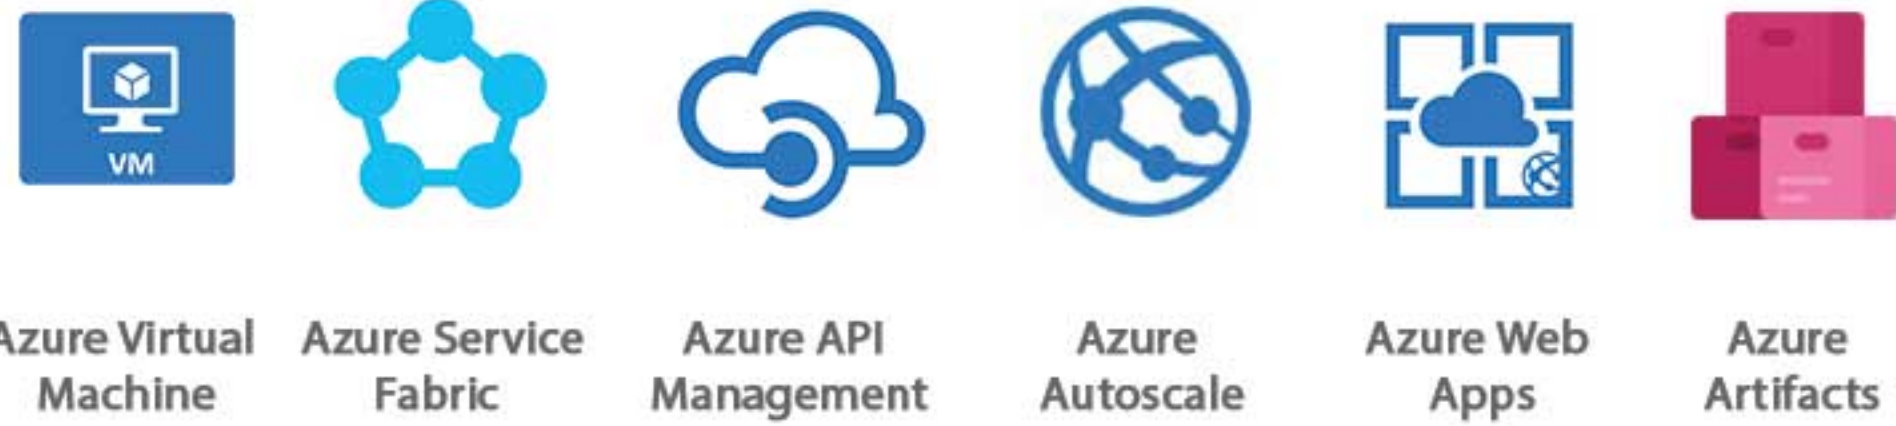 VM
Azure Virtual
Machine
Azure Service
Fabric
Azure API
Management
Azure
Autoscale
Azure Web
Apps
Azure
Artifacts